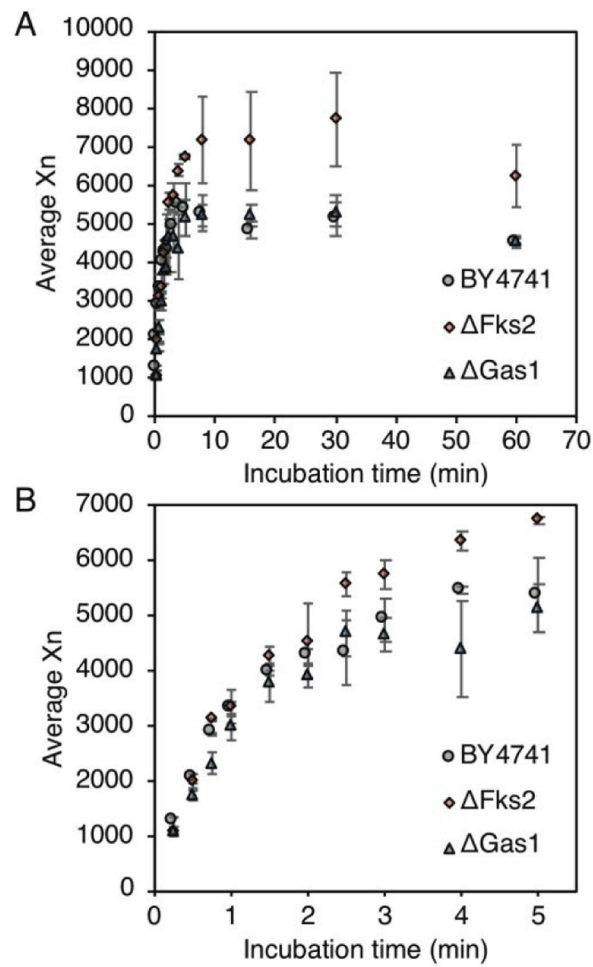 A
10000
9000
8000
7000
6000
5000
4000
3000
2000
1000
0
Average Xn
BY4741
ΔFks2
ΔGas1
0 10 20 30 40 50 60 70
Incubation time (min)
B
7000
6000
5000
4000
3000
2000
1000
0
Average Xn
BY4741
ΔFks2
ΔGas1
0 1 2 3 4 5
Incubation time (min)